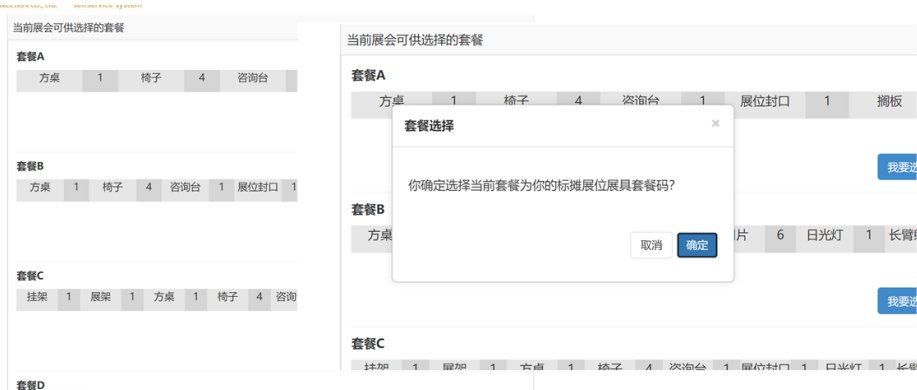 当前展会可供选择的套餐
套餐A
方桌 1 椅子 4 咨询台
套餐B
方桌 1 椅子 4 咨询台 1 展位封口 1
套餐C
挂架 1 展架 1 方桌 1 椅子 4 咨询
套餐D
当前展会可供选择的套餐
套餐A
方桌 1 椅子 4 咨询台 1 展位封口 1 搁板
套餐选择
×
你确定选择当前套餐为你的标摊展位展具套餐码?
取消 确定
我要选
套餐B
方桌 片 6 日光灯 1 长臂
我要选
套餐C
挂架 1 展架 1 方桌 1 椅子 4 咨询台 1 展位封口 1 日光灯 1 长臂